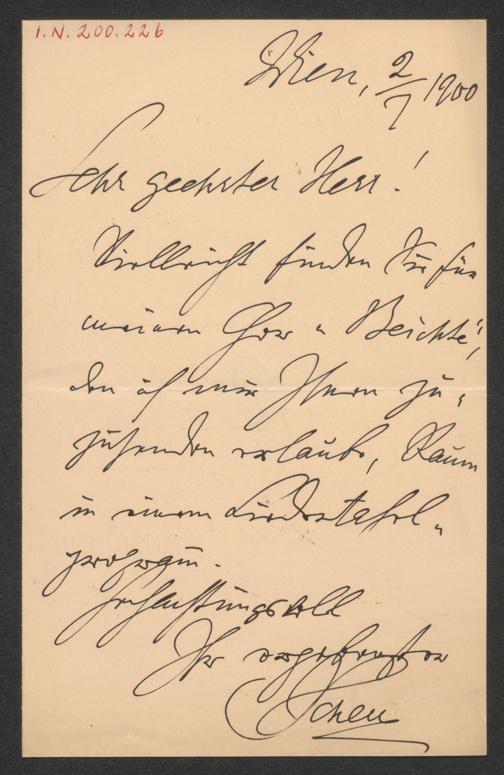 I.N. 200.226
Wien, 2/7 1900
Sehr geehrter Herr!
Vielleicht finden Sie für
meinen Chor "Beichte",
den ich mir Ihnen zu-
zusenden erlaube, Raum
in einem Liedertafel-
programm.
Hochachtungsvoll
Ihr ergebenster
JScheu